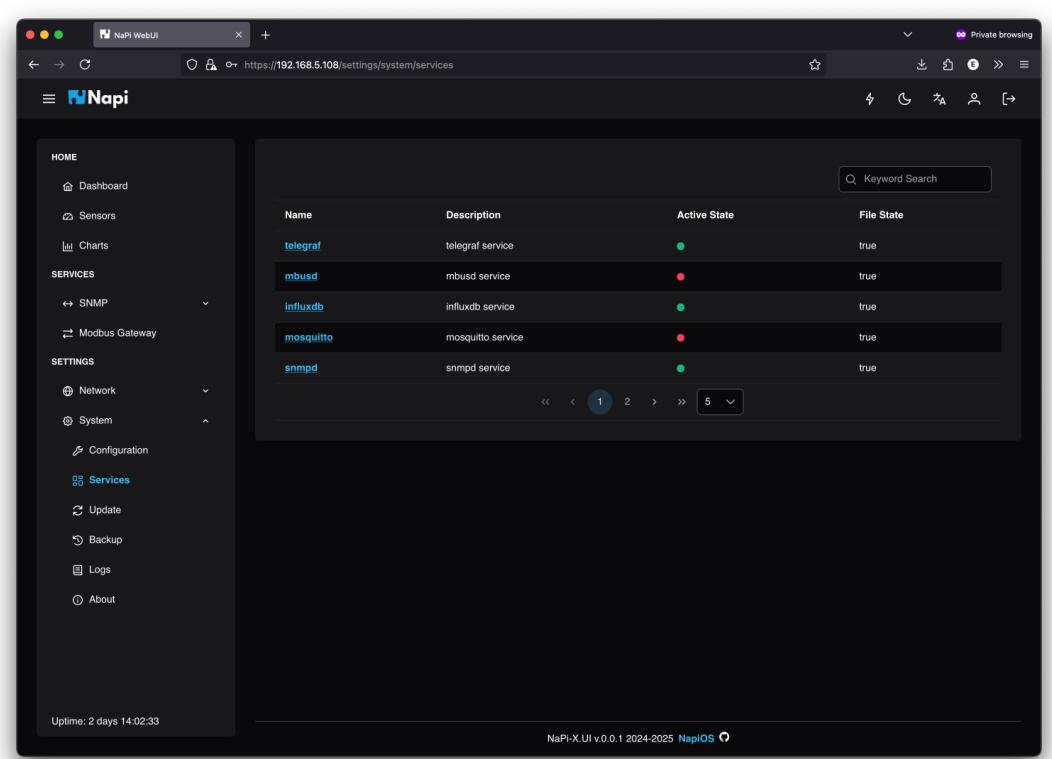 NaPi WebUI
Private browsing
https://192.168.5.108/settings/system/services
E
Napi
HOME
Dashboard
Sensors
Charts
SERVICES
SNMP
Modbus Gateway
SETTINGS
Network
System
Configuration
Services
Update
Backup
Logs
About
Uptime: 2 days 14:02:33
Keyword Search
Name Description Active State File State
telegraf telegraf service true
mbusd mbusd service true
influxdb influxdb service true
mosquitto mosquitto service true
snmpd snmpd service true
« ‹ 1 2 › » 5
NaPi-X.UI v.0.0.1 2024-2025 NapiOS